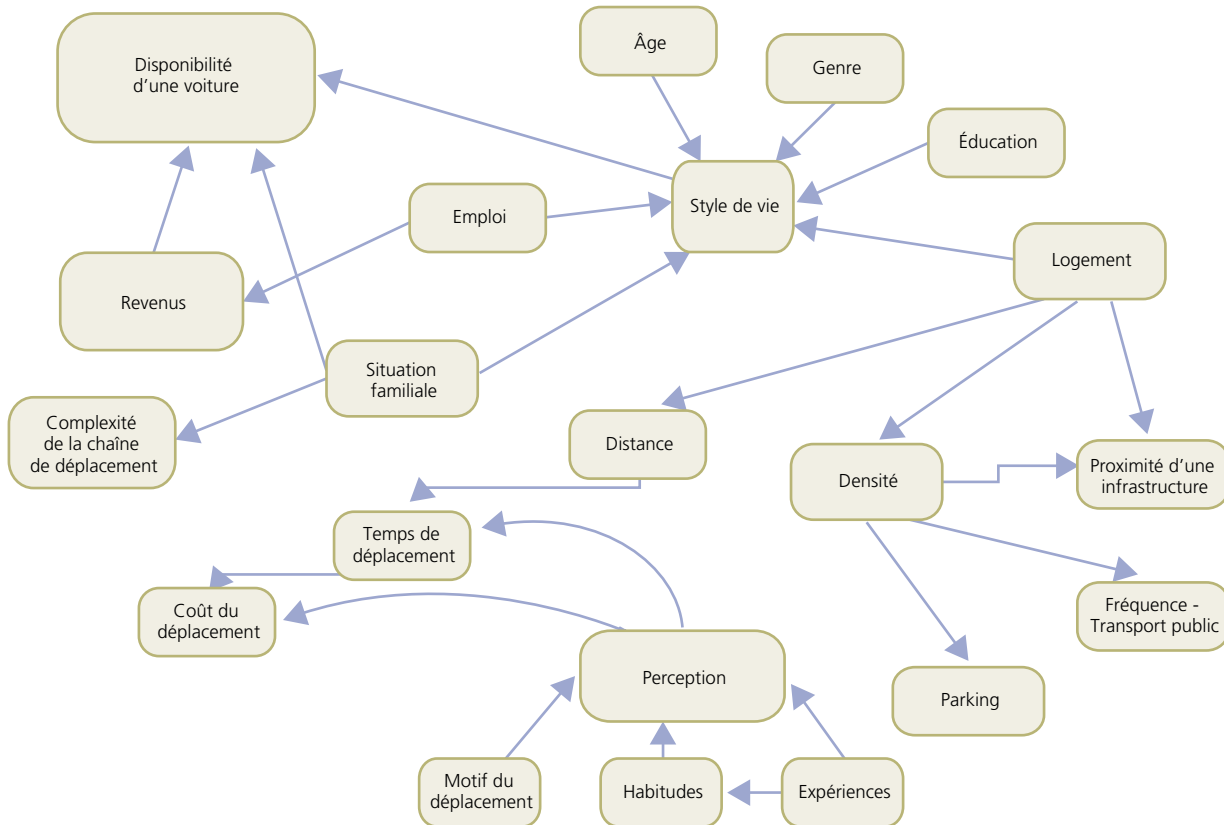 Disponibilité
d'une voiture
Âge
Genre
Éducation
Style de vie
Emploi
Logement
Revenus
Situation
familiale
Complexité
de la chaîne
de déplacement
Distance
Densité
Proximité d'une
infrastructure
Temps de
déplacement
Coût du
déplacement
Fréquence -
Transport public
Perception
Parking
Motif du
déplacement
Habitudes
Expériences